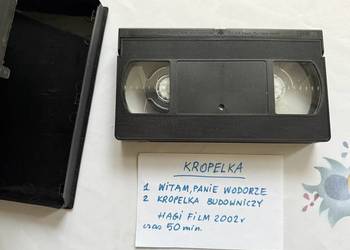 KROPELKA
1 WITAM, PANIE WODORZE
2 KROPELKA BUDOWNICZY
HAGI FILM 2002r
czas 50 min.